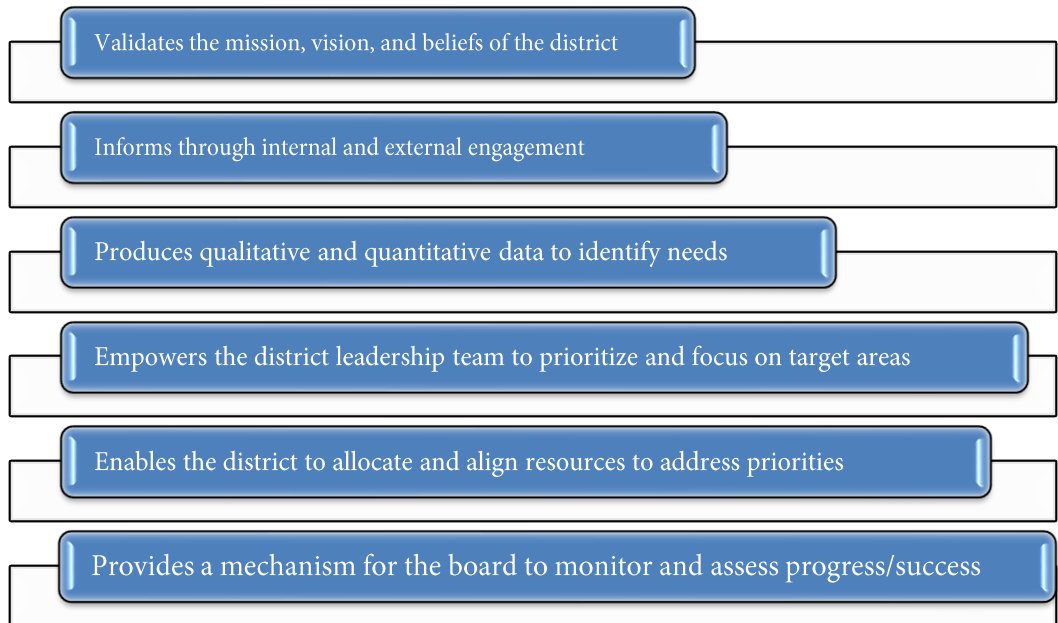 Validates the mission, vision, and beliefs of the district
Informs through internal and external engagement
Produces qualitative and quantitative data to identify needs
Empowers the district leadership team to prioritize and focus on target areas
Enables the district to allocate and align resources to address priorities
Provides a mechanism for the board to monitor and assess progress/success